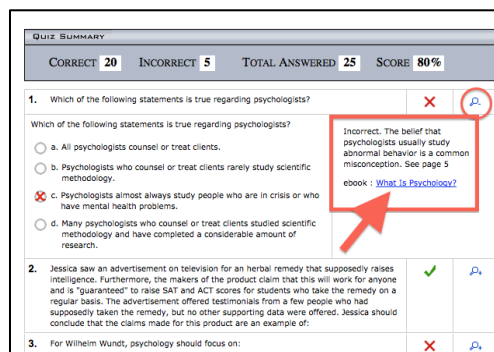 Quiz Summary
Correct 20 Incorrect 5 Total Answered 25 Score 80%
1. Which of the following statements is true regarding psychologists?
Which of the following statements is true regarding psychologists?
a. All psychologists counsel or treat clients.
b. Psychologists who counsel or treat clients rarely study scientific
methodology.
c. Psychologists almost always study people who are in crisis or who
have mental health problems.
d. Many psychologists who counsel or treat clients studied scientific
methodology and have completed a considerable amount of
research.
Incorrect. The belief that
psychologists usually study
abnormal behavior is a common
misconception. See page 5
ebook : What Is Psychology?
2. Jessica saw an advertisement on television for an herbal remedy that supposedly raises
intelligence. Furthermore, the makers of the product claim that this will work for anyone
and is "guaranteed" to raise SAT and ACT scores for students who take the remedy on a
regular basis. The advertisement offered testimonials from a few people who had
supposedly taken the remedy, but no other supporting data were offered. Jessica should
conclude that the claims made for this product are an example of:
3. For Wilhelm Wundt, psychology should focus on: